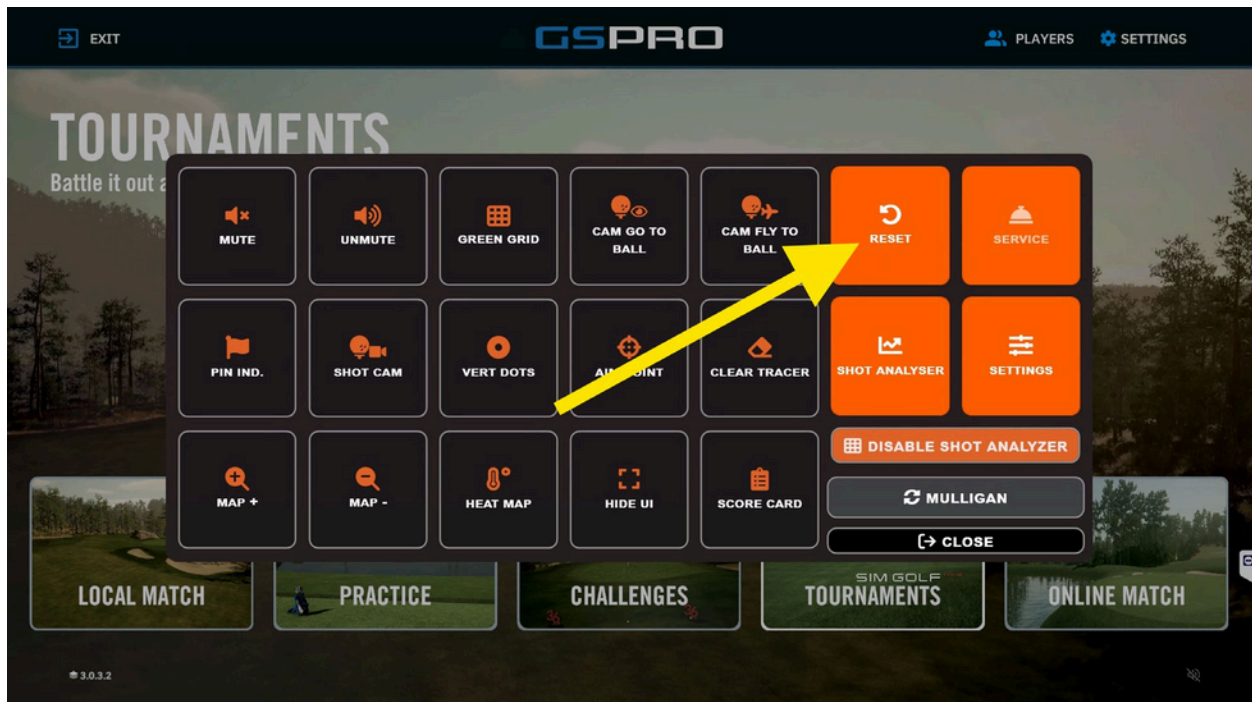 EXIT
GSPRO
PLAYERS
SETTINGS
TOURNAMENTS
Battle it out a
MUTE
UNMUTE
GREEN GRID
CAM GO TO
BALL
CAM FLY TO
BALL
RESET
SERVICE
PIN IND.
SHOT CAM
VERT DOTS
CLEAR TRACER
SHOT ANALYSER
SETTINGS
DISABLE SHOT ANALYZER
MAP +
MAP -
HEAT MAP
HIDE UI
SCORE CARD
MULLIGAN
CLOSE
LOCAL MATCH
PRACTICE
CHALLENGES
SIM GOLF
TOURNAMENTS
ONLINE MATCH
3.0.3.2